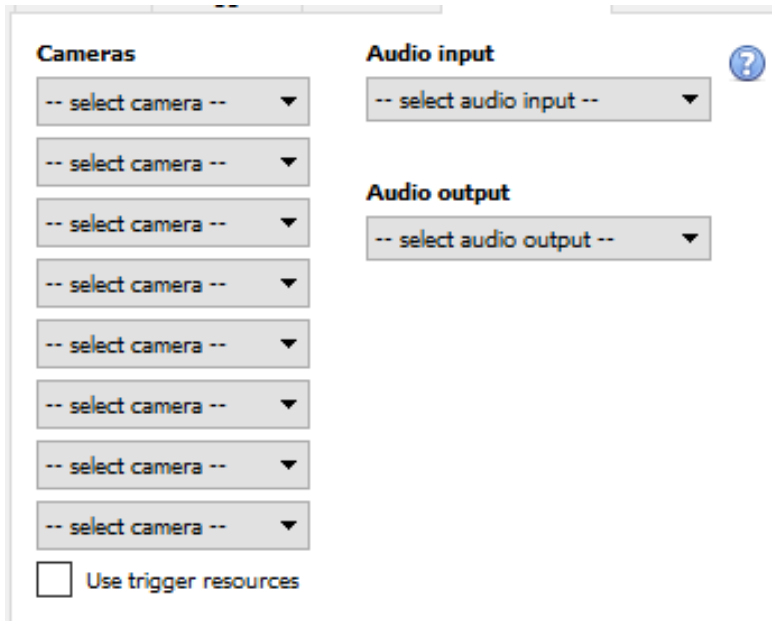 Cameras
-- select camera --
-- select camera --
-- select camera --
-- select camera --
-- select camera --
-- select camera --
-- select camera --
-- select camera --
Use trigger resources
Audio input
-- select audio input --
Audio output
-- select audio output --
?